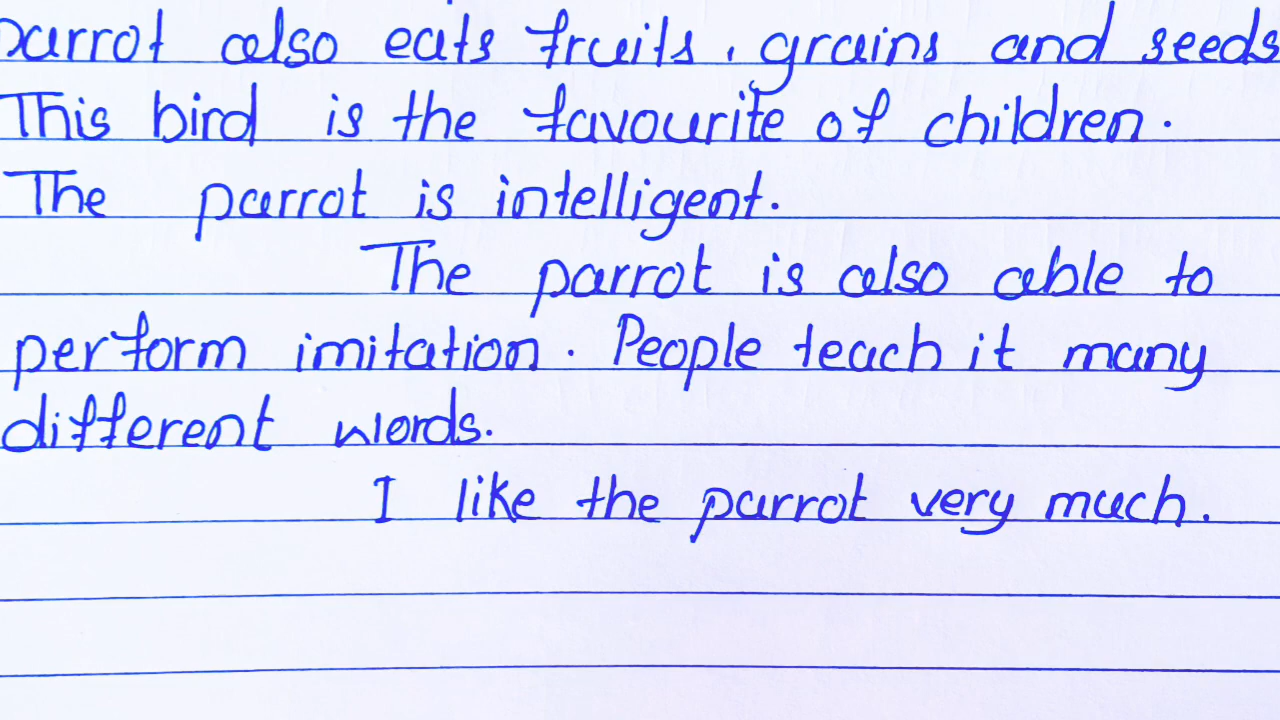 parrot also eats fruits, grains and seeds
This bird is the favourite of children.
The parrot is intelligent.
The parrot is also able to
perform imitation. People teach it many
different words.
I like the parrot very much.